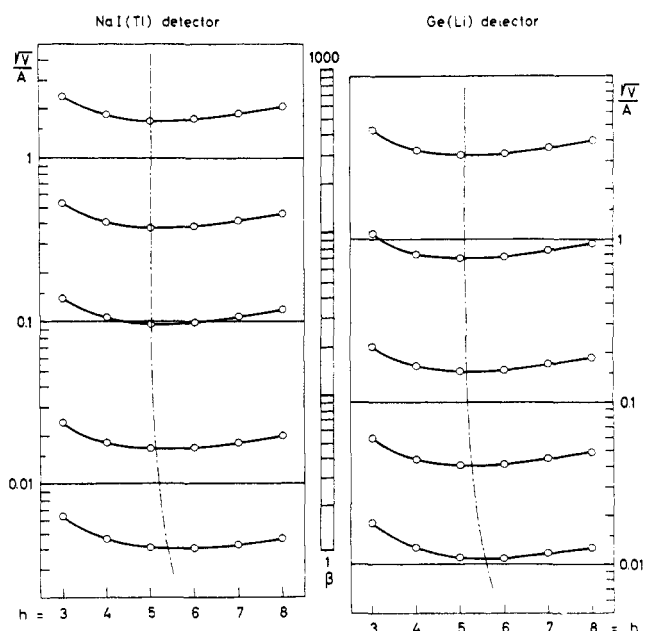 NaI(Tl) detector
Ge(Li) detector
√V/A
1
0.1
0.01
h = 3 4 5 6 7 8
1000
1
β
√V/A
1
0.1
0.01
3 4 5 6 7 8 = h